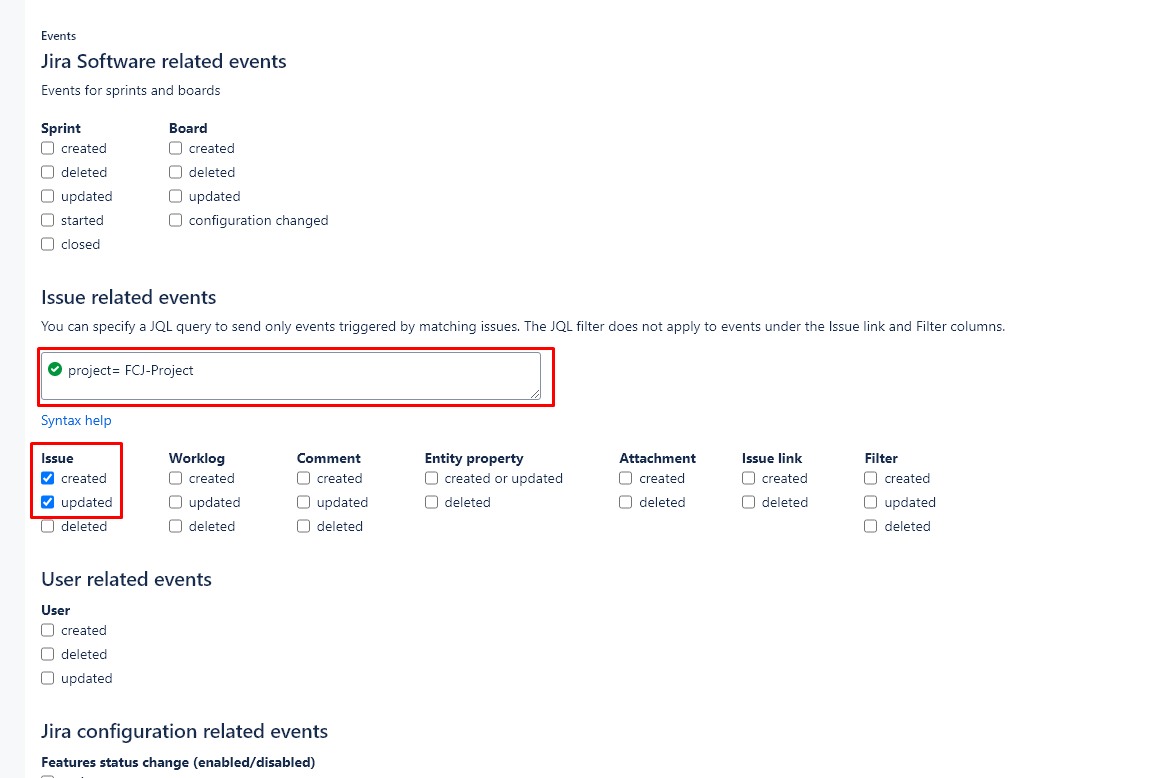 Events
Jira Software related events
Events for sprints and boards
Sprint Board
created created
deleted deleted
updated updated
started configuration changed
closed
Issue related events
You can specify a JQL query to send only events triggered by matching issues. The JQL filter does not apply to events under the Issue link and Filter columns.
project= FCJ-Project
Syntax help
Issue Worklog Comment Entity property Attachment Issue link Filter
created created created created or updated created created created
updated updated updated deleted deleted deleted updated
deleted deleted deleted deleted
User related events
User
created
deleted
updated
Jira configuration related events
Features status change (enabled/disabled)